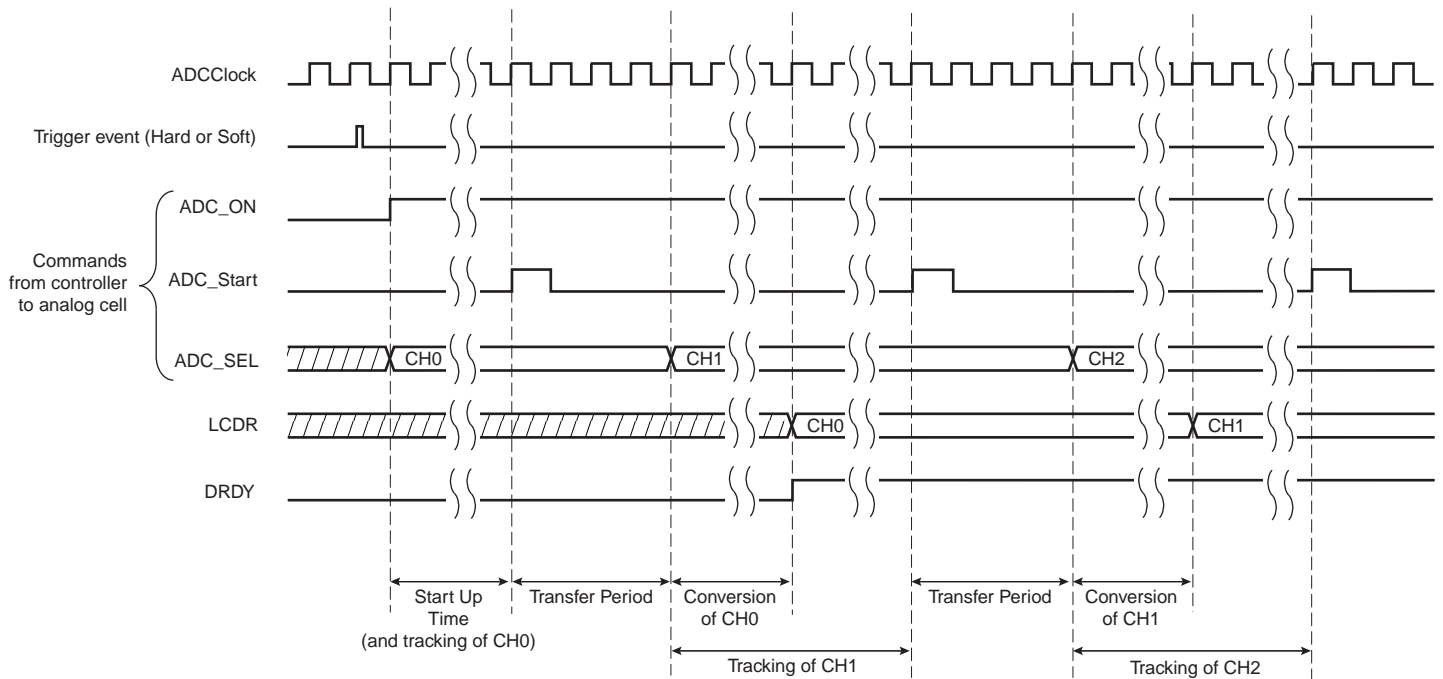 ADCClock
Trigger event (Hard or Soft)
ADC_ON
Commands
from controller
to analog cell
ADC_Start
ADC_SEL
CH0
CH1
CH2
LCDR
CH0
CH1
DRDY
Start Up
Time
(and tracking of CH0)
Transfer Period
Conversion
of CH0
Transfer Period
Conversion
of CH1
Tracking of CH1
Tracking of CH2